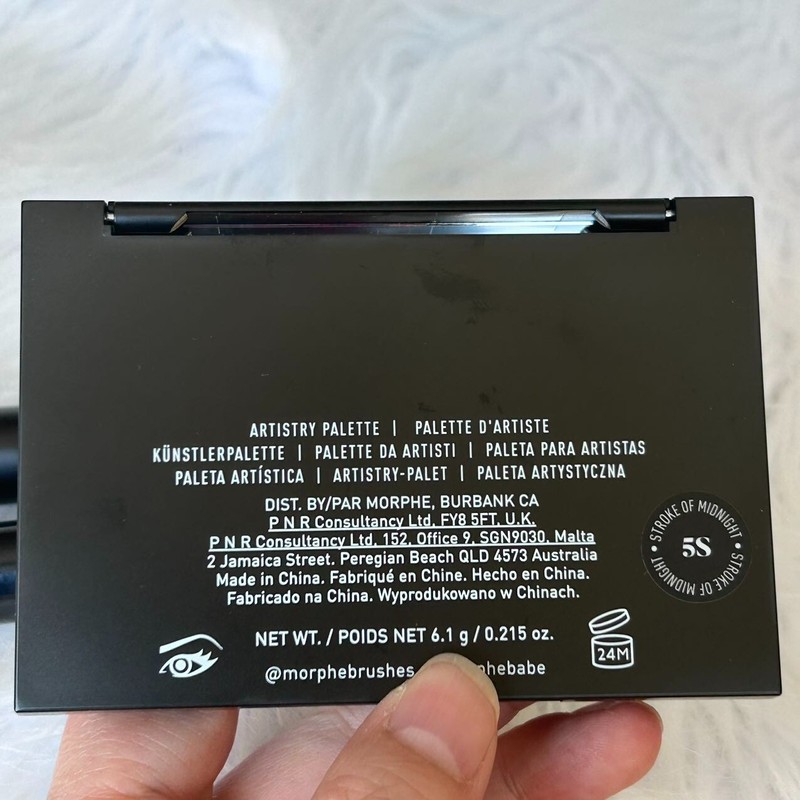 ARTISTRY PALETTE | PALETTE D'ARTISTE
KÜNSTLERPALETTE | PALETTE DA ARTISTI | PALETA PARA ARTISTAS
PALETA ARTÍSTICA | ARTISTRY-PALET | PALETA ARTYSTYCZNA
DIST. BY/PAR MORPHE, BURBANK CA
P N R Consultancy Ltd, FY8 5FT, U.K.
P N R Consultancy Ltd. 152, Office 9, SGN9030, Malta
2 Jamaica Street, Peregian Beach QLD 4573 Australia
Made in China. Fabriqué en Chine. Hecho en China.
Fabricado na China. Wyprodukowano w Chinach.
• STROKE OF MIDNIGHT • STROKE OF MIDNIGHT
5S
NET WT. / POIDS NET 6.1 g / 0.215 oz.
24M
@morphebrushes